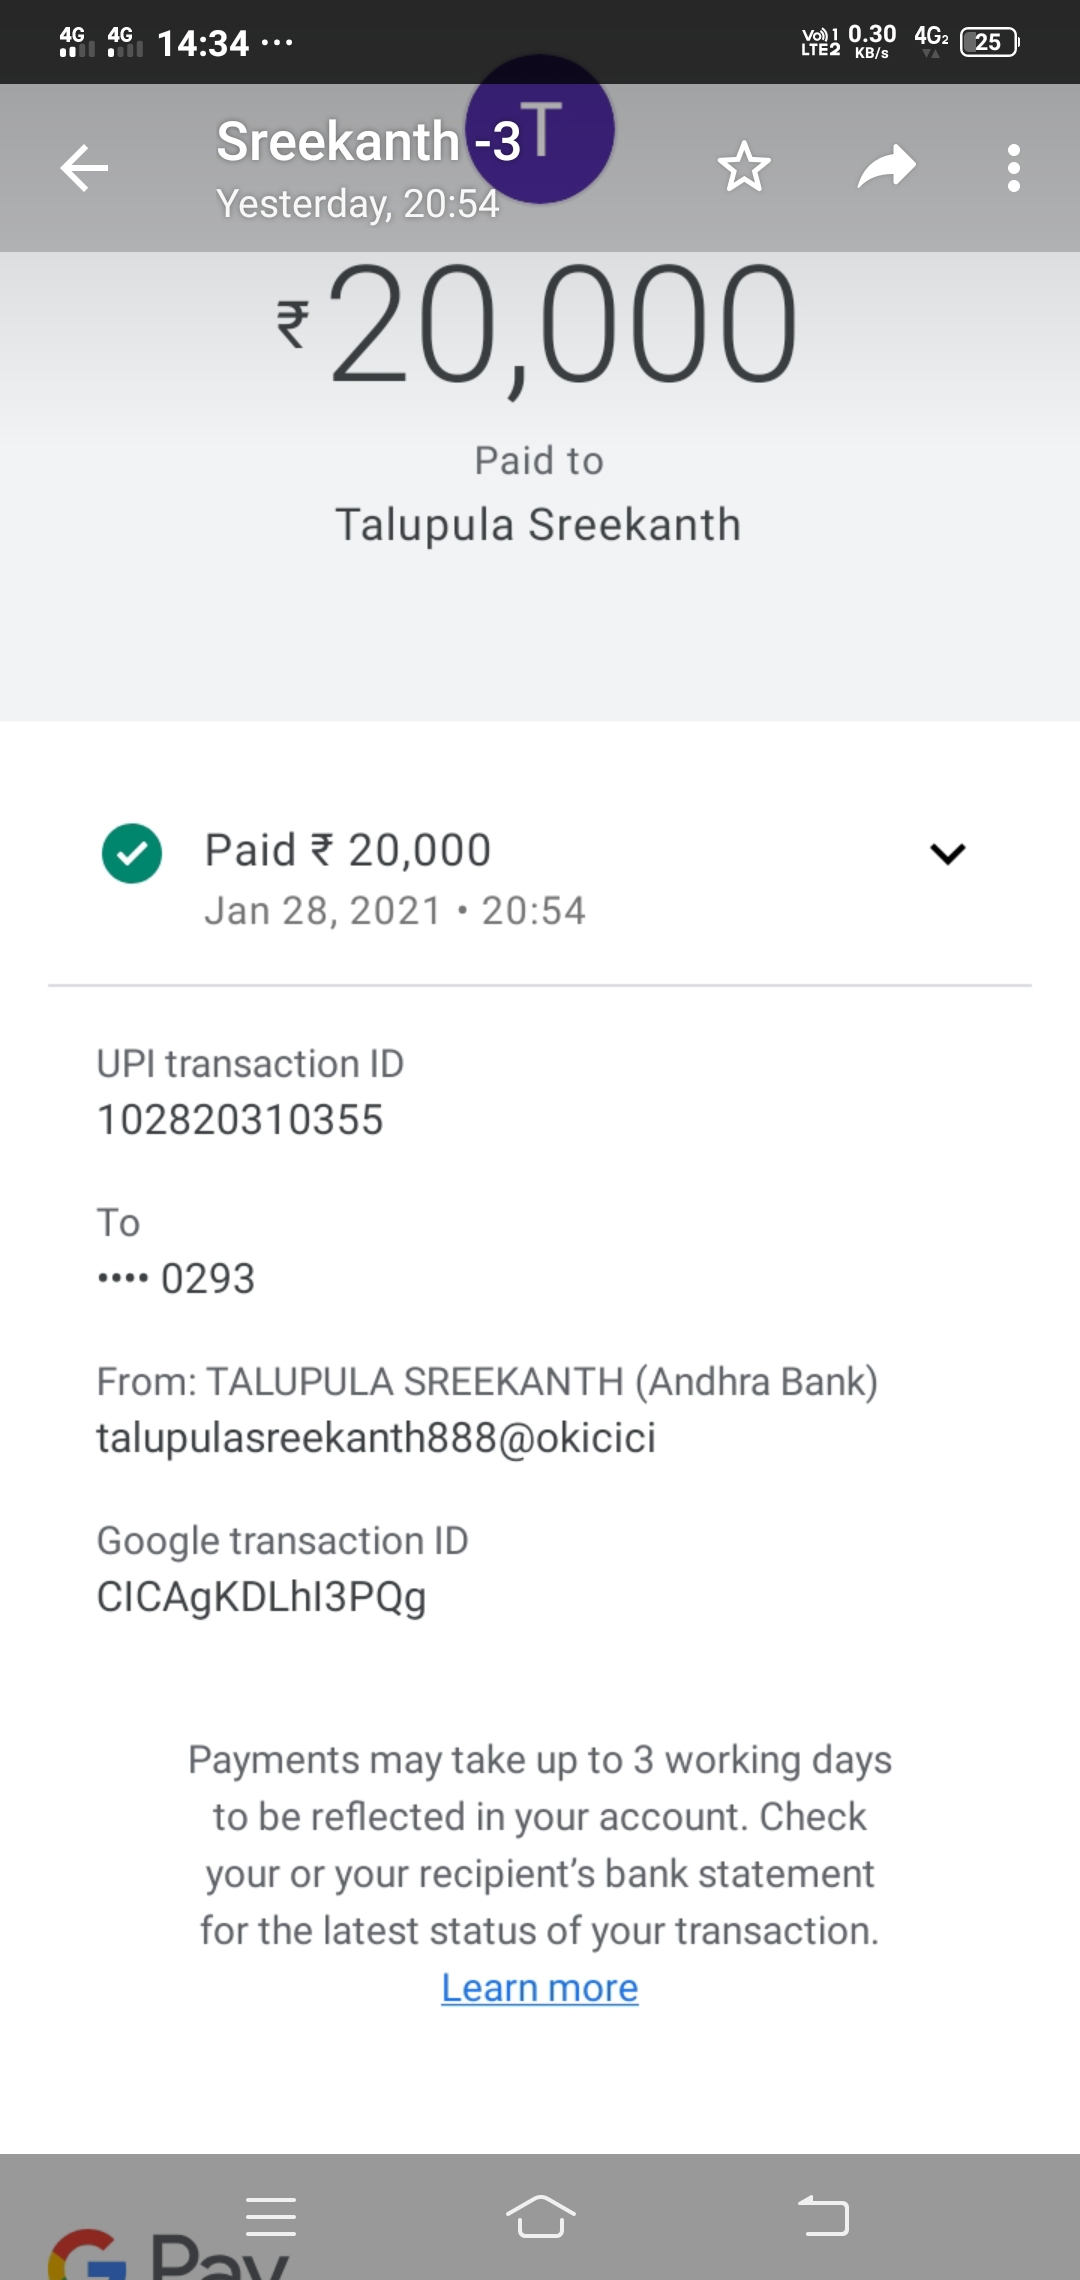 4G 4G 14:34 ...
Vo)) 1 LTE2 0.30 KB/s 4G2 25
Sreekanth -3
T
Yesterday, 20:54
₹20,000
Paid to
Talupula Sreekanth
Paid ₹ 20,000
Jan 28, 2021 • 20:54
UPI transaction ID
102820310355
To
•••• 0293
From: TALUPULA SREEKANTH (Andhra Bank)
talupulasreekanth888@okicici
Google transaction ID
CICAgKDLhI3PQg
Payments may take up to 3 working days
to be reflected in your account. Check
your or your recipient’s bank statement
for the latest status of your transaction.
Learn more
G Pay